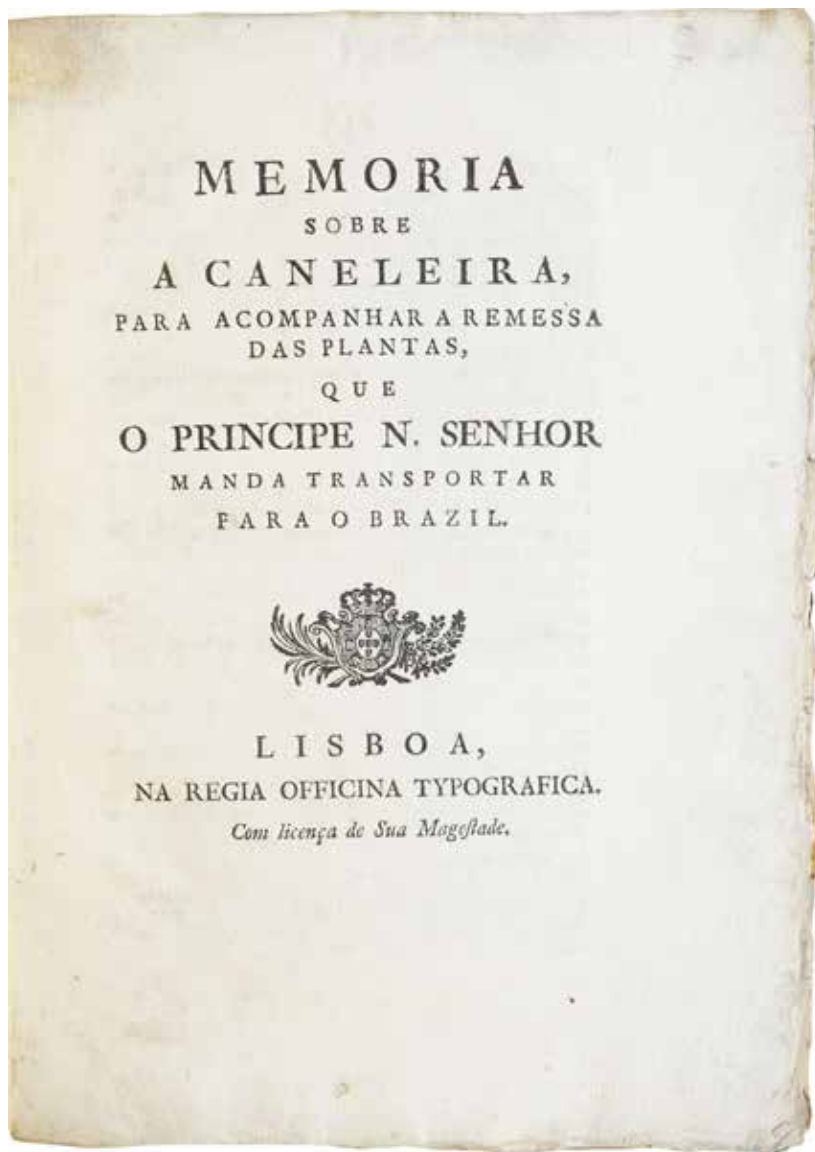 MEMORIA
SOBRE
A CANELEIRA,
PARA ACOMPANHAR A REMESSA
DAS PLANTAS,
QUE
O PRINCIPE N. SENHOR
MANDA TRANSPORTAR
PARA O BRAZIL.
LISBOA,
NA REGIA OFFICINA TYPOGRAFICA.
Com licença de Sua Mageſtade.